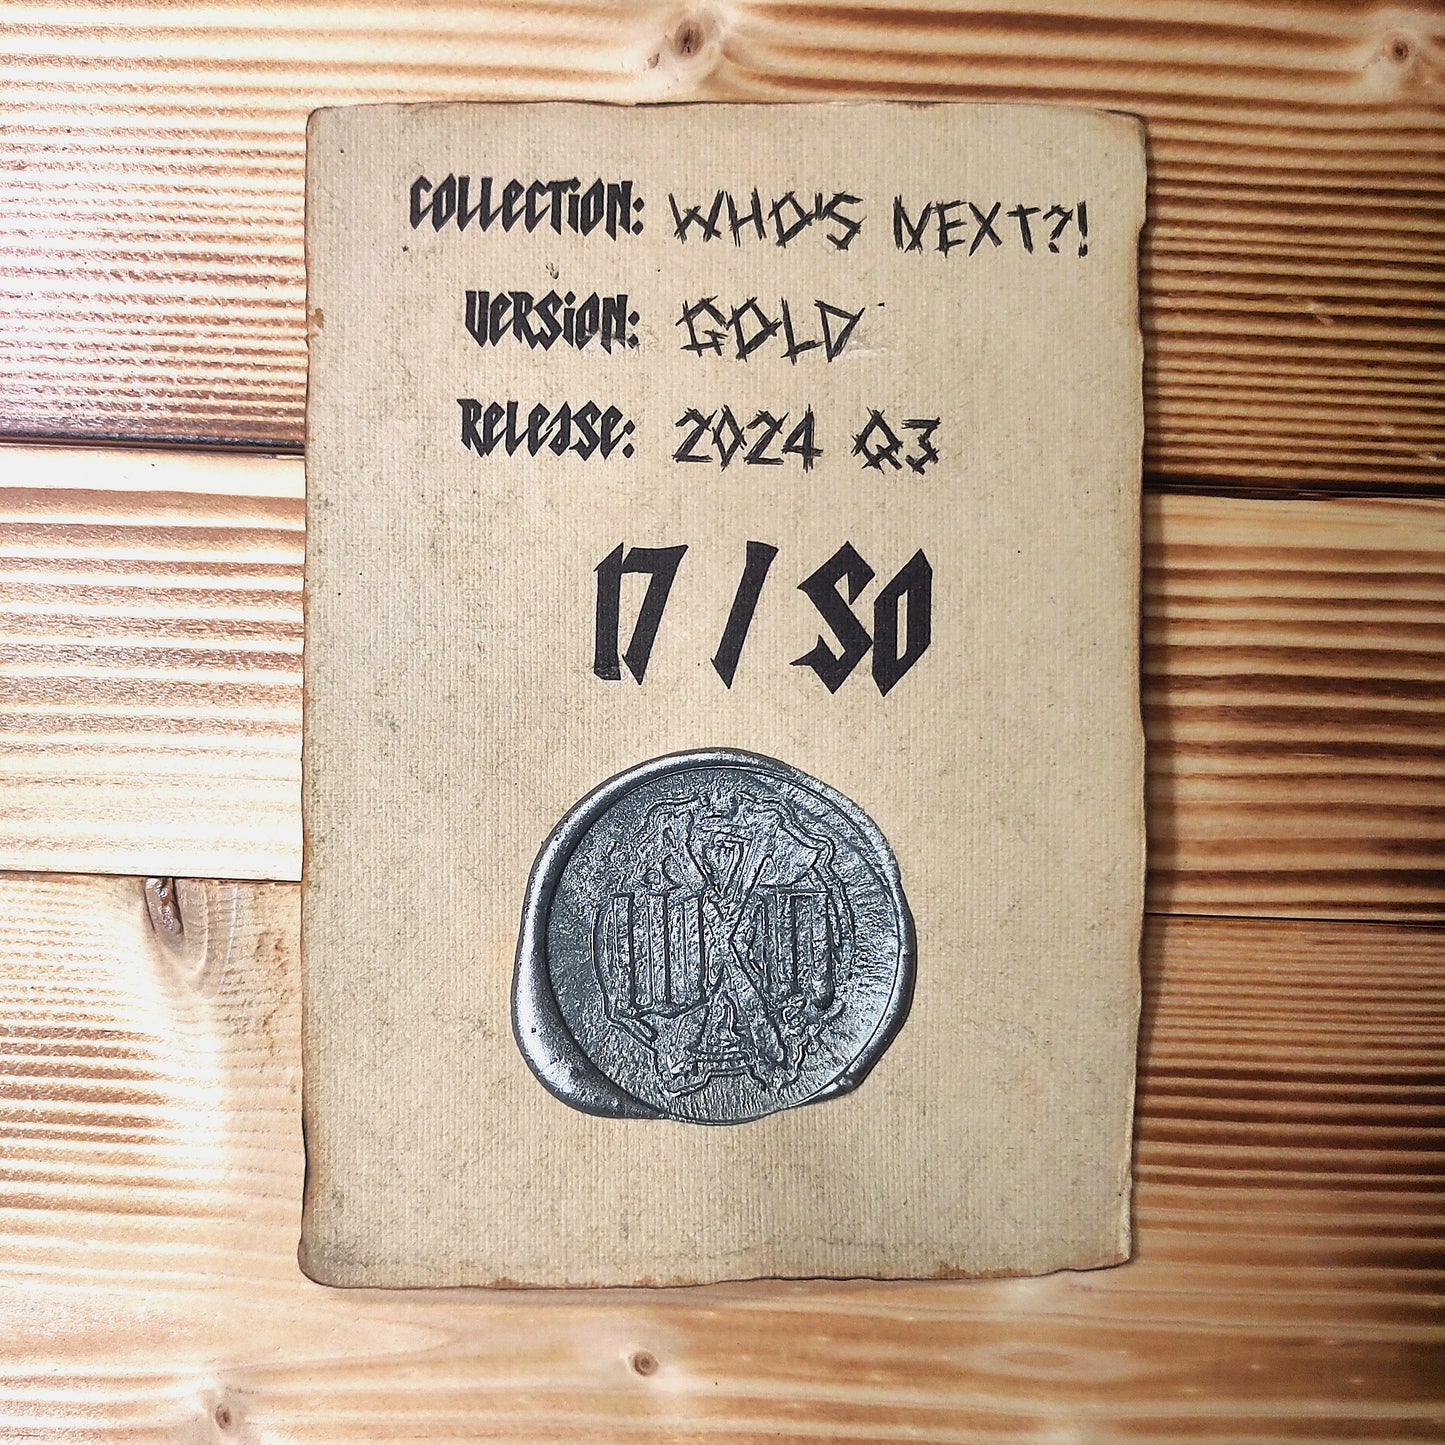 COLLECTION: WHO'S NEXT?!
VERSION: GOLD
RELEASE: 2024 Q3
17 / 50